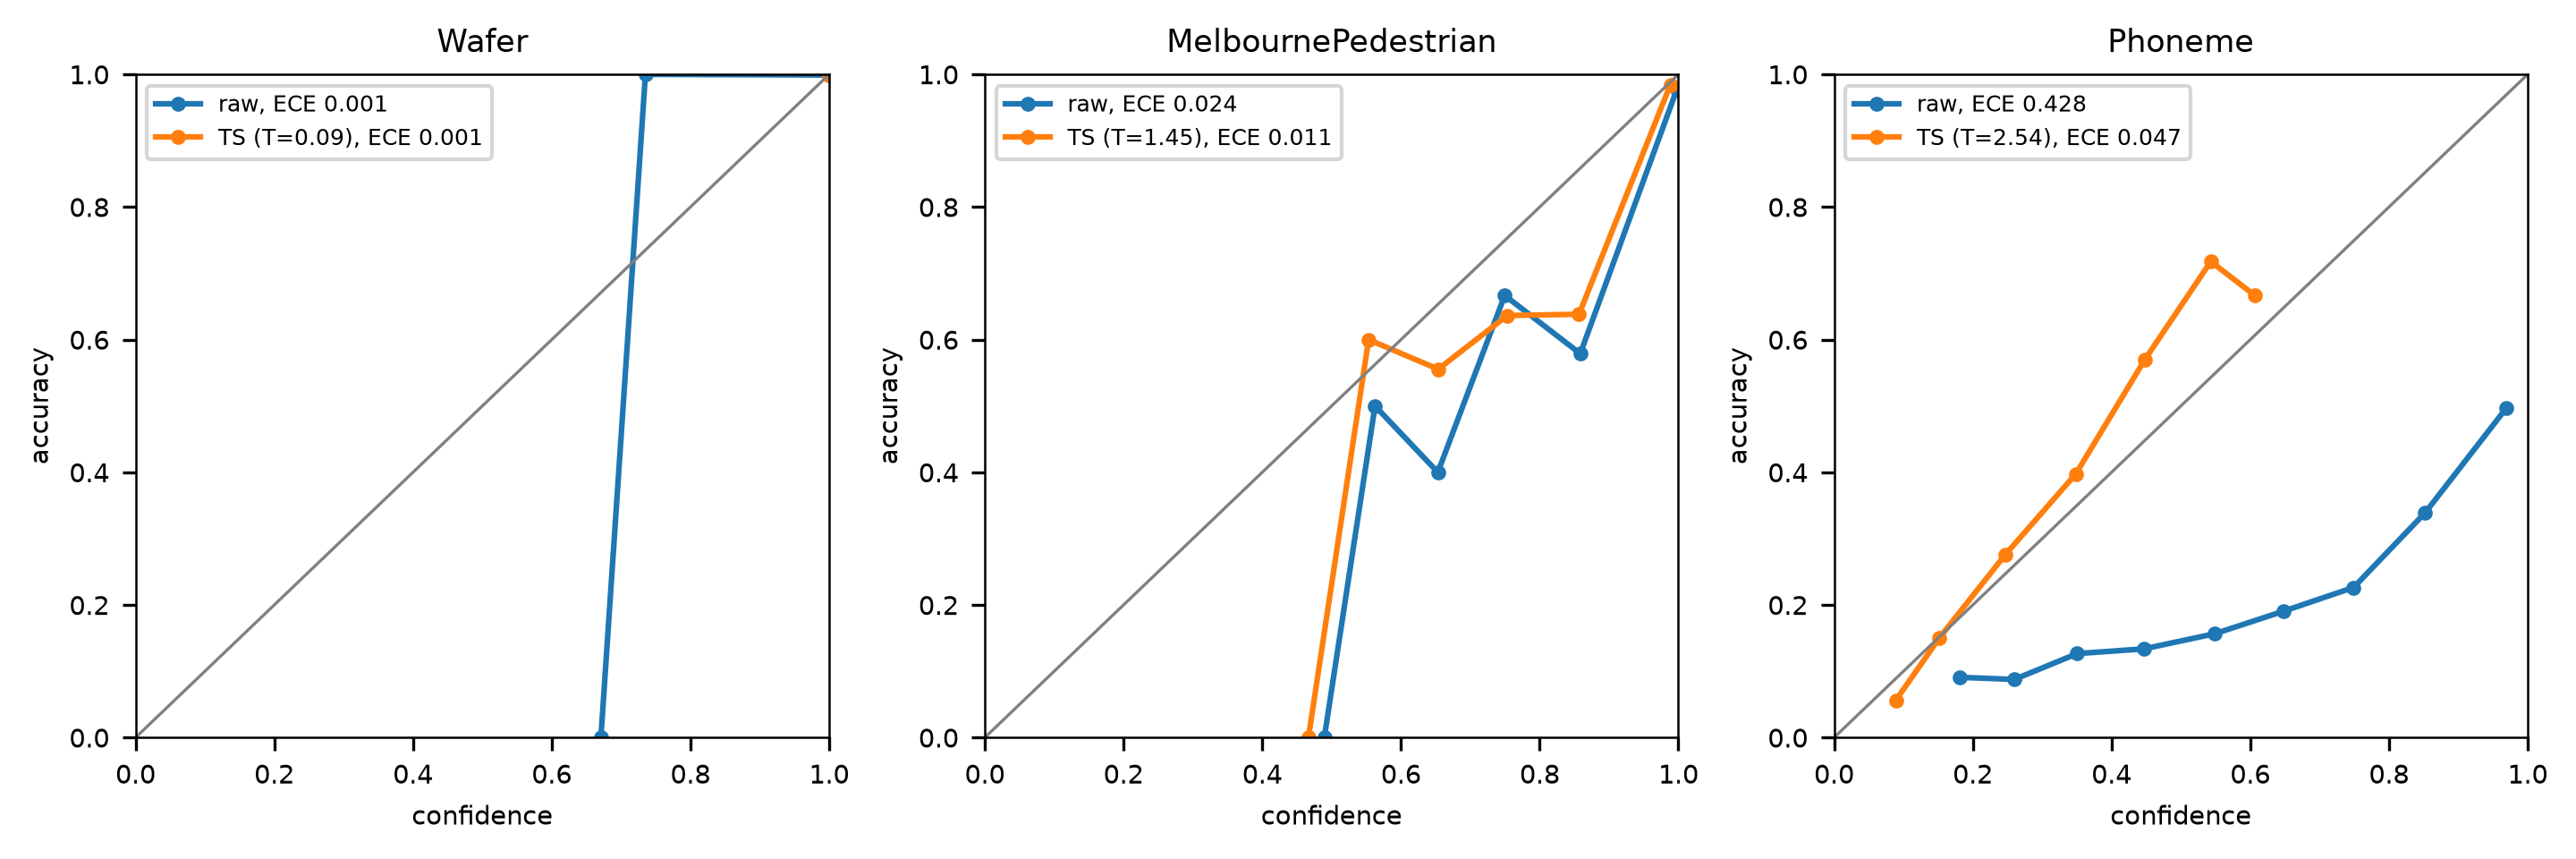 Wafer
raw, ECE 0.001
TS (T=0.09), ECE 0.001
1.0
0.8
0.6
0.4
0.2
0.0
accuracy
0.0 0.2 0.4 0.6 0.8 1.0
confidence
MelbournePedestrian
raw, ECE 0.024
TS (T=1.45), ECE 0.011
1.0
0.8
0.6
0.4
0.2
0.0
accuracy
0.0 0.2 0.4 0.6 0.8 1.0
confidence
Phoneme
raw, ECE 0.428
TS (T=2.54), ECE 0.047
1.0
0.8
0.6
0.4
0.2
0.0
accuracy
0.0 0.2 0.4 0.6 0.8 1.0
confidence